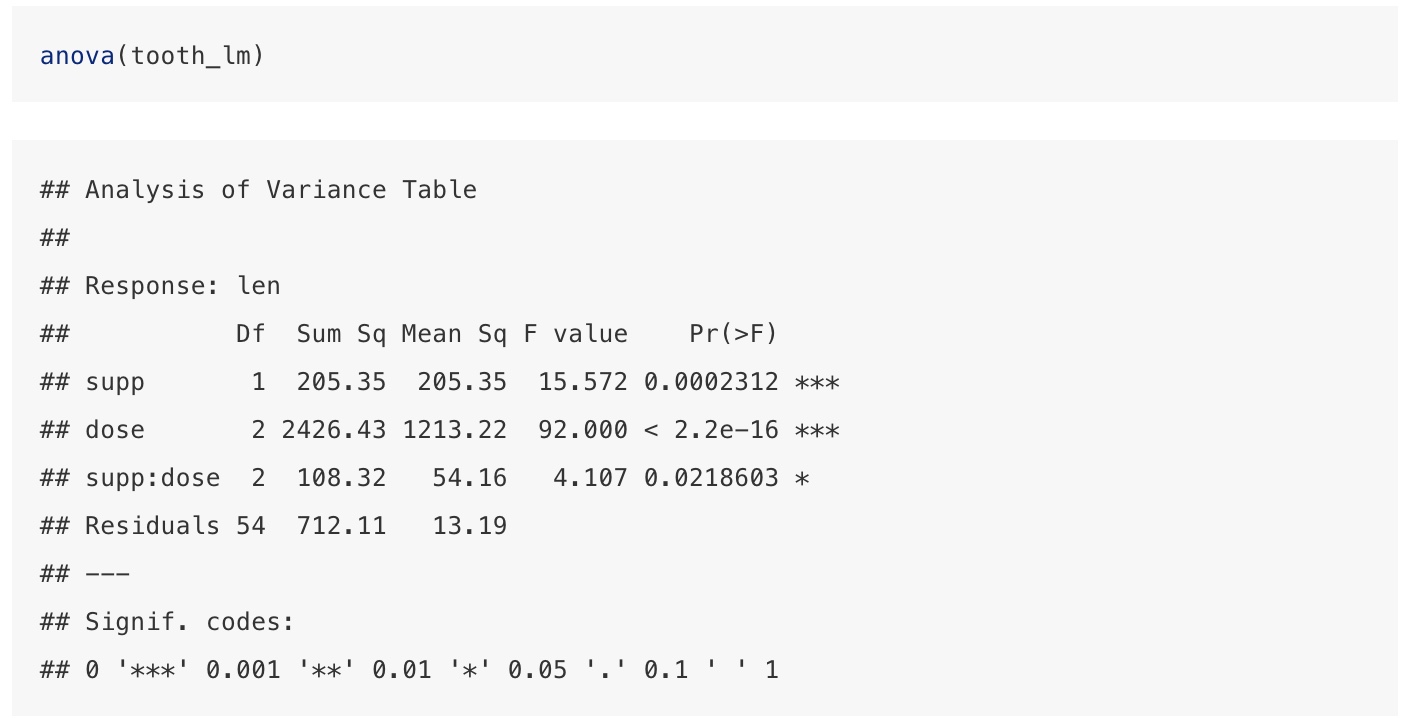 anova(tooth_lm)
## Analysis of Variance Table
##
## Response: len
##           Df  Sum Sq Mean Sq F value    Pr(>F)
## supp       1  205.35  205.35  15.572 0.0002312 ***
## dose       2 2426.43 1213.22  92.000 < 2.2e-16 ***
## supp:dose  2  108.32   54.16   4.107 0.0218603 *
## Residuals 54  712.11   13.19
## ---
## Signif. codes:
## 0 '***' 0.001 '**' 0.01 '*' 0.05 '.' 0.1 ' ' 1